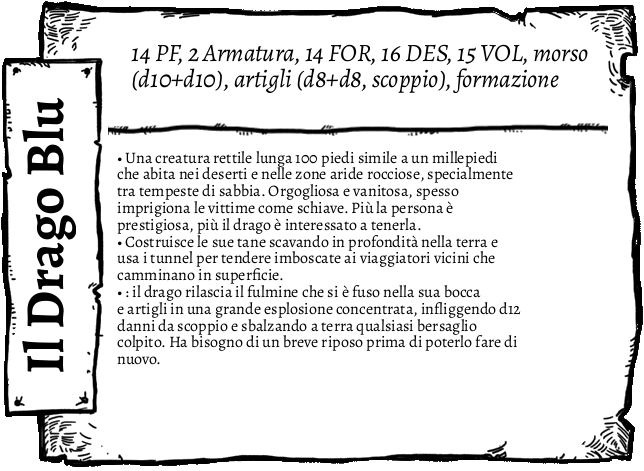 Il Drago Blu
14 PF, 2 Armatura, 14 FOR, 16 DES, 15 VOL, morso
(d10+d10), artigli (d8+d8, scoppio), formazione
• Una creatura rettile lunga 100 piedi simile a un millepiedi
che abita nei deserti e nelle zone aride rocciose, specialmente
tra tempeste di sabbia. Orgogliosa e vanitosa, spesso
imprigiona le vittime come schiave. Più la persona è
prestigiosa, più il drago è interessato a tenerla.
• Costruisce le sue tane scavando in profondità nella terra e
usa i tunnel per tendere imboscate ai viaggiatori vicini che
camminano in superficie.
• : il drago rilascia il fulmine che si è fuso nella sua bocca
e artigli in una grande esplosione concentrata, infliggendo d12
danni da scoppio e sbalzando a terra qualsiasi bersaglio
colpito. Ha bisogno di un breve riposo prima di poterlo fare di
nuovo.